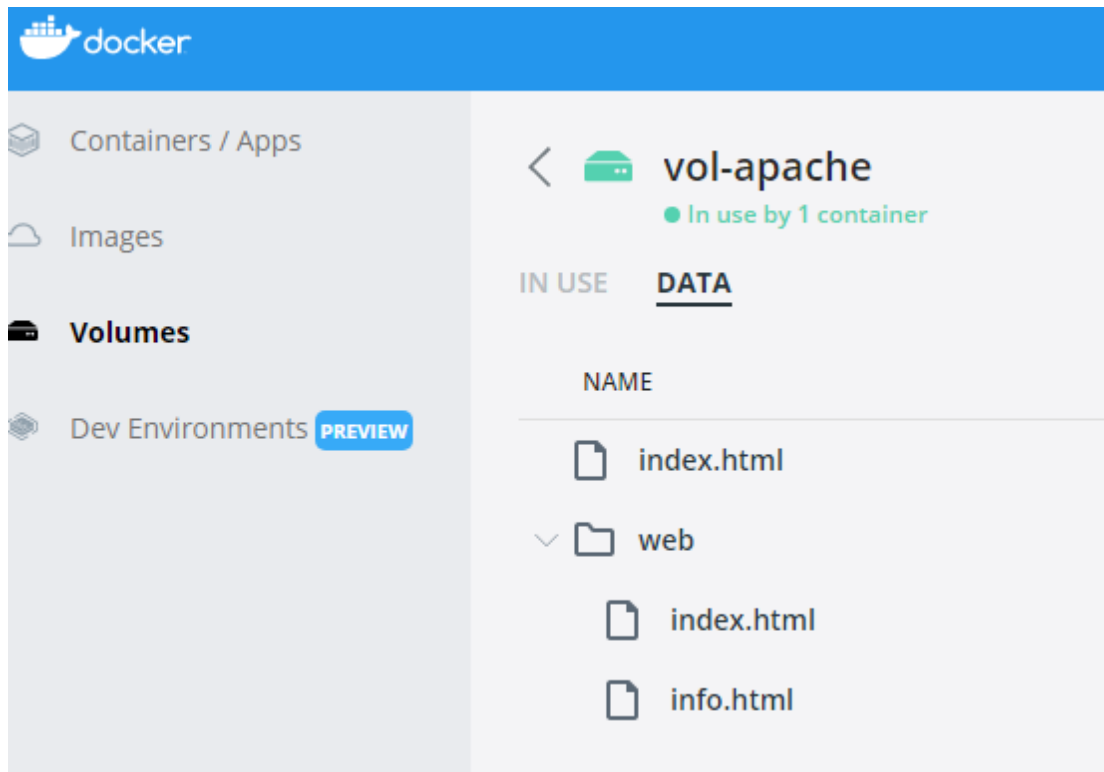 docker
Containers / Apps
Images
Volumes
Dev Environments PREVIEW
vol-apache
In use by 1 container
IN USE DATA
NAME
index.html
web
index.html
info.html